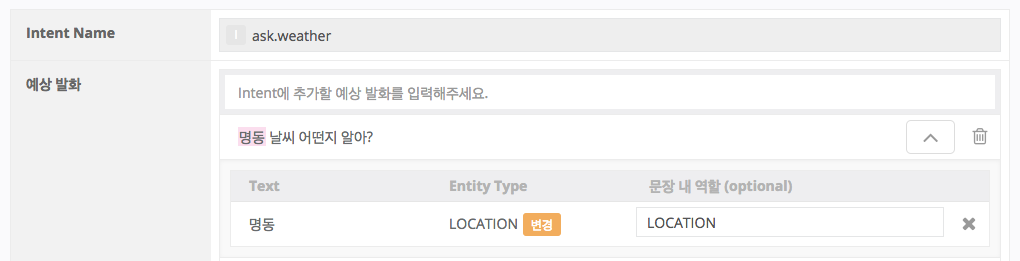 Intent Name
I ask.weather
예상 발화
Intent에 추가할 예상 발화를 입력해주세요.
명동 날씨 어떤지 알아?
Text Entity Type 문장 내 역할 (optional)
명동 LOCATION 변경 LOCATION